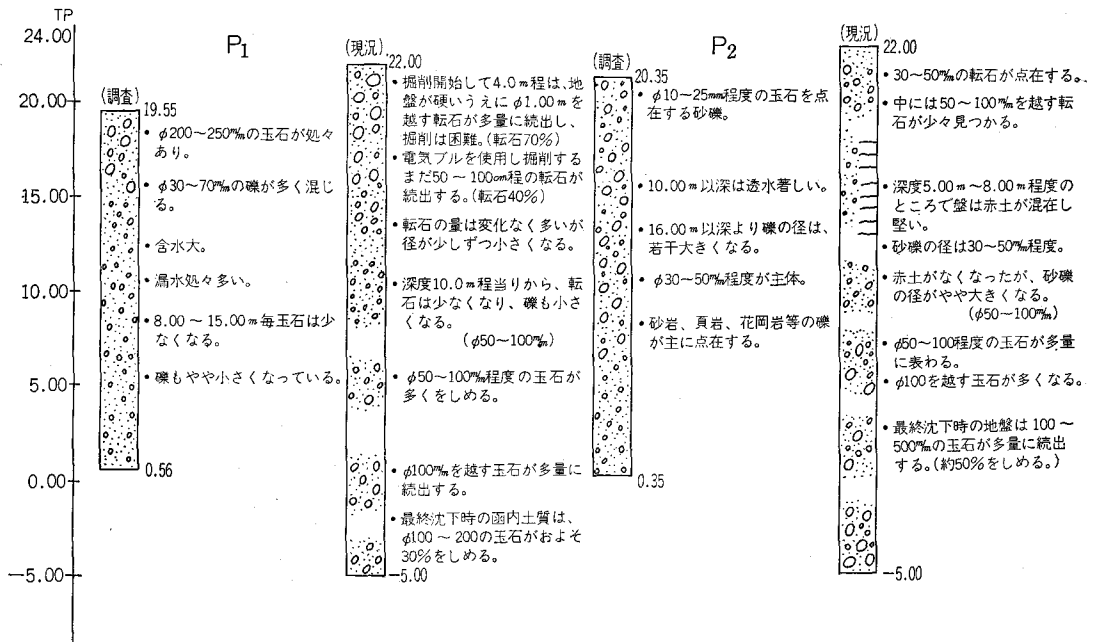 TP
24.00
20.00
15.00
10.00
5.00
0.00
−5.00
P1
(調査)
19.55
• φ200〜250㎜の玉石が処々
あり。
• φ30〜70㎜の礫が多く混じ
る。
• 含水大。
• 漏水処々多い。
• 8.00〜15.00m毎玉石は少
なくなる。
• 礫もやや小さくなっている。
0.56
(現況)
22.00
• 掘削開始して4.0m程は、地
盤が硬いうえにφ1.00mを
越す転石が多量に続出し、
掘削は困難。(転石70%)
• 電気ブルを使用し掘削する
まだ50〜100cm程の転石が
続出する。(転石40%)
• 転石の量は変化なく多いが
径が少しずつ小さくなる。
• 深度10.0m程当りから、転
石は少なくなり、礫も小さ
くなる。
(φ50〜100㎜)
• φ50〜100㎜程度の玉石が
多くをしめる。
• φ100㎜を越す玉石が多量に
続出する。
• 最終沈下時の函内土質は、
φ100〜200の玉石がおよそ
30%をしめる。
−5.00
P2
(調査)
20.35
• φ10〜25mm程度の玉石を点
在する砂礫。
• 10.00m以深は透水著しい。
• 16.00m以深より礫の径は、
若干大きくなる。
• φ30〜50㎜程度が主体。
• 砂岩、頁岩、花岡岩等の礫
が主に点在する。
0.35
(現況)
22.00
• 30〜50㎜の転石が点在する。
• 中には50〜100㎜を越す転
石が少々見つかる。
• 深度5.00m〜8.00m程度の
ところで盤は赤土が混在し
堅い。
• 砂礫の径は30〜50㎜程度。
• 赤土がなくなったが、砂礫
の径がやや大きくなる。
(φ50〜100㎜)
• φ50〜100程度の玉石が多量
に表わる。
• φ100を越す玉石が多くなる。
• 最終沈下時の地盤は100〜
500㎜の玉石が多量に続出
する。(約50%をしめる。)
−5.00